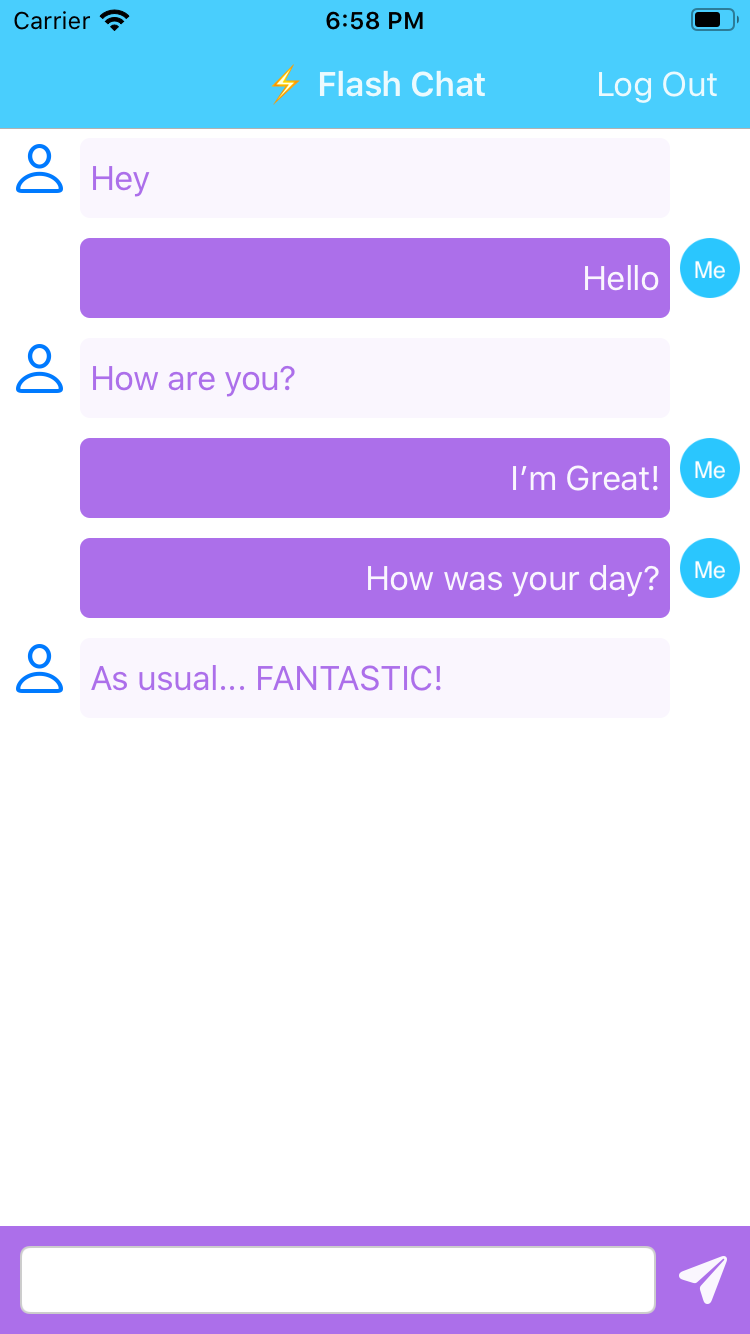 Carrier 6:58 PM
⚡️ Flash Chat Log Out
Hey
Hello
Me
How are you?
I’m Great!
Me
How was your day?
Me
As usual... FANTASTIC!